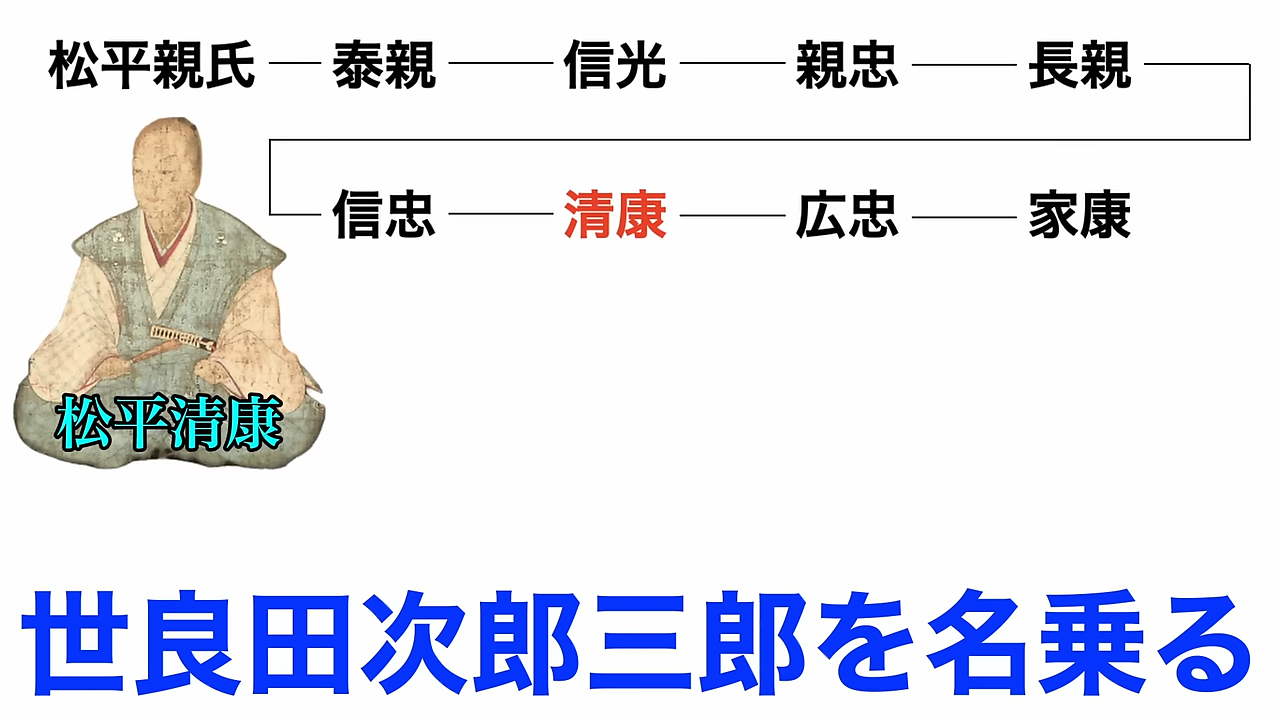 松平親氏 泰親 信光 親忠 長親
信忠 清康 広忠 家康
松平清康
世良田次郎三郎を名乗る